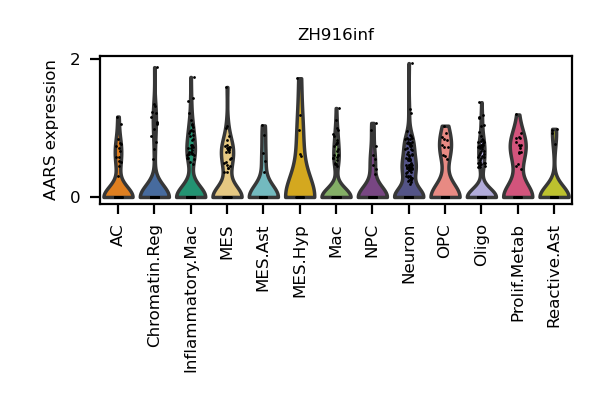 ZH916inf
AARS expression
2
0
AC
Chromatin.Reg
Inflammatory.Mac
MES
MES.Ast
MES.Hyp
Mac
NPC
Neuron
OPC
Oligo
Prolif.Metab
Reactive.Ast